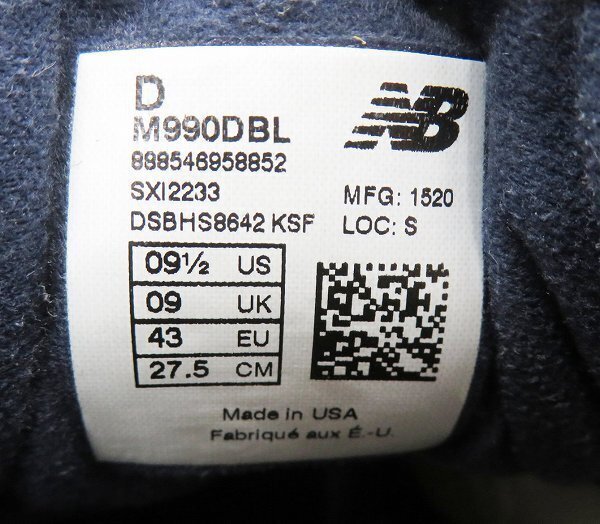 D
M990DBL
NB
888546958852
SXI2233
MFG: 1520
DSBHS8642 KSF
LOC: S
09½ US
09 UK
43 EU
27.5 CM
Made in USA
Fabriqué aux É.-U.